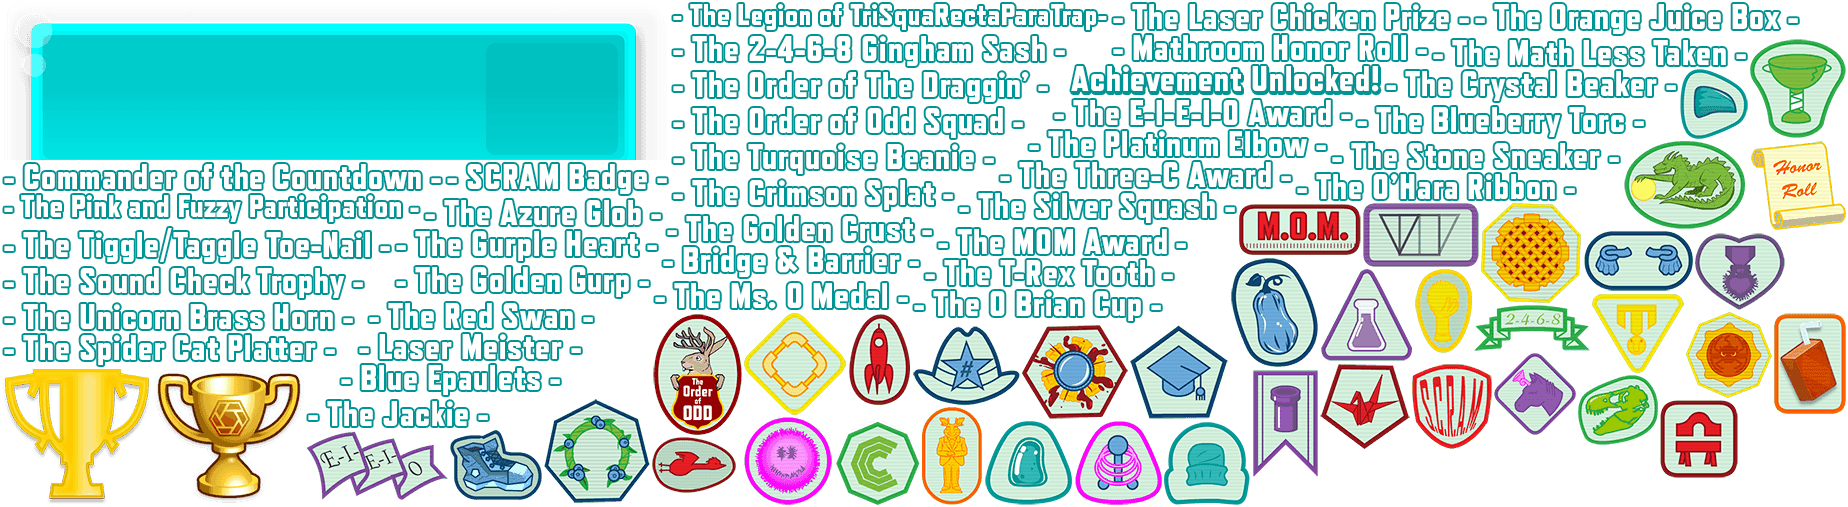 - The Legion of TriSquaRectaParaTrap-
- The Laser Chicken Prize -
- The Orange Juice Box -
- The 2-4-6-8 Gingham Sash -
- Mathroom Honor Roll -
- The Math Less Taken -
- The Order of The Draggin' -
Achievement Unlocked!
- The Crystal Beaker -
- The Order of Odd Squad -
- The E-I-E-I-O Award -
- The Blueberry Torc -
- The Turquoise Beanie -
- The Platinum Elbow -
- The Stone Sneaker -
- Commander of the Countdown -
- SCRAM Badge -
- The Crimson Splat -
- The Three-C Award -
- The O'Hara Ribbon -
- The Pink and Fuzzy Participation -
- The Azure Glob -
- The Golden Crust -
- The Silver Squash -
- The Tiggle/Taggle Toe-Nail -
- The Gurple Heart -
- Bridge & Barrier -
- The MOM Award -
- The Sound Check Trophy -
- The Golden Gurp -
- The Ms. O Medal -
- The T-Rex Tooth -
- The O Brian Cup -
- The Unicorn Brass Horn -
- The Red Swan -
- The Spider Cat Platter -
- Laser Meister -
- Blue Epaulets -
- The Jackie -
Honor
Roll
M.O.M.
2-4-6-8
The
Order
of
ODD
#
S.C.R.A.M.
E-I-
E-I-
O